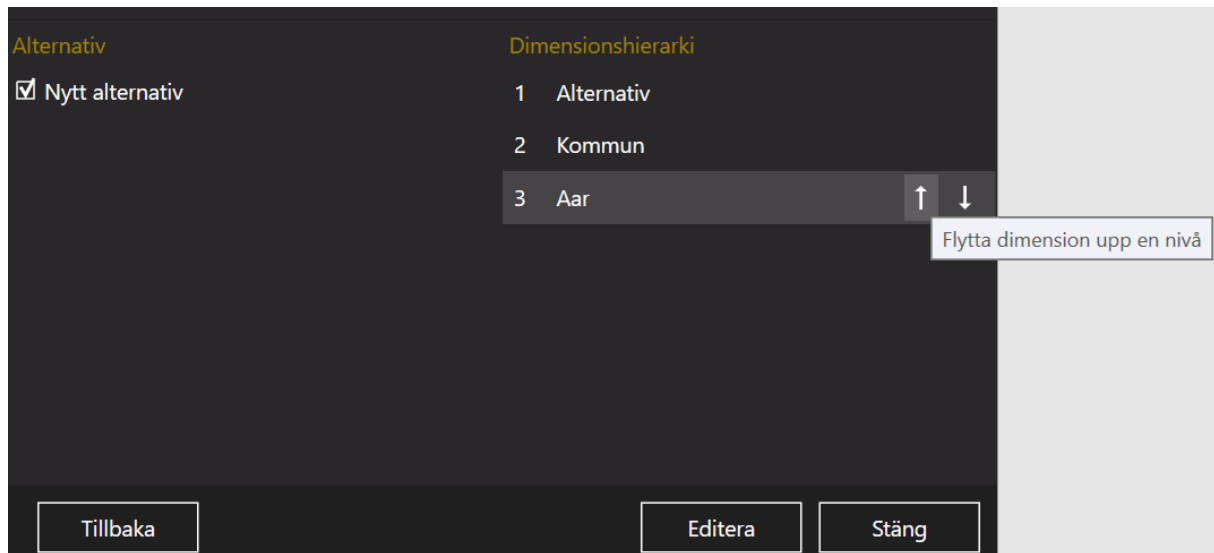 Alternativ
Nytt alternativ
Dimensionshierarki
1 Alternativ
2 Kommun
3 Aar ↑ ↓
Flytta dimension upp en nivå
Tillbaka
Editera
Stäng